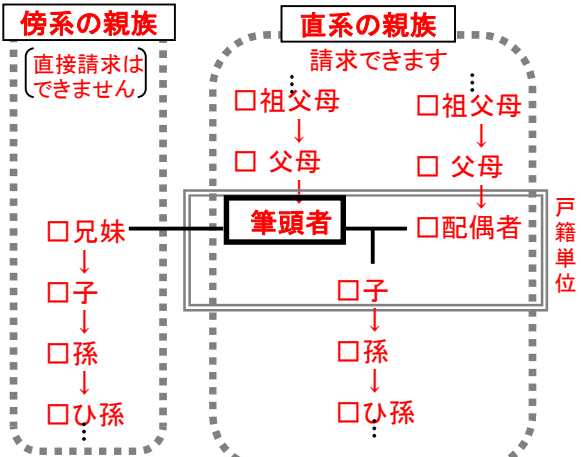 傍系の親族
直接請求は
できません
□兄妹
↓
□子
↓
□孫
↓
□ひ孫
直系の親族
請求できます
□祖父母
↓
□ 父母
↓
筆頭者
□祖父母
↓
□ 父母
↓
□配偶者
□子
↓
□孫
↓
□ひ孫
戸籍単位